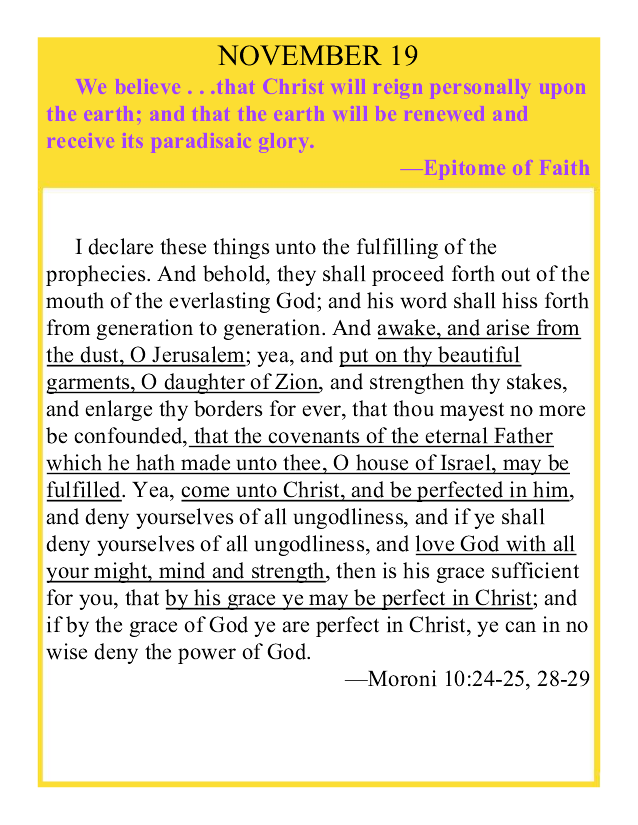 NOVEMBER 19
We believe . . .that Christ will reign personally upon
the earth; and that the earth will be renewed and
receive its paradisaic glory.
—Epitome of Faith
I declare these things unto the fulfilling of the
prophecies. And behold, they shall proceed forth out of the
mouth of the everlasting God; and his word shall hiss forth
from generation to generation. And awake, and arise from
the dust, O Jerusalem; yea, and put on thy beautiful
garments, O daughter of Zion, and strengthen thy stakes,
and enlarge thy borders for ever, that thou mayest no more
be confounded, that the covenants of the eternal Father
which he hath made unto thee, O house of Israel, may be
fulfilled. Yea, come unto Christ, and be perfected in him,
and deny yourselves of all ungodliness, and if ye shall
deny yourselves of all ungodliness, and love God with all
your might, mind and strength, then is his grace sufficient
for you, that by his grace ye may be perfect in Christ; and
if by the grace of God ye are perfect in Christ, ye can in no
wise deny the power of God.
—Moroni 10:24-25, 28-29